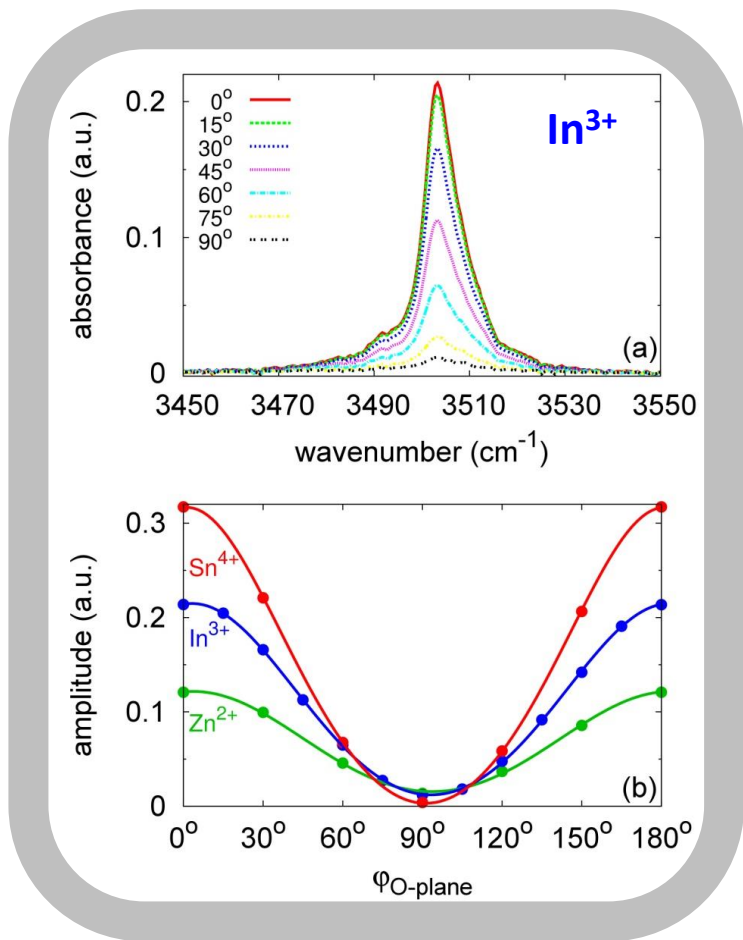 In³⁺
0.2
0.1
0
absorbance (a.u.)
0°
15°
30°
45°
60°
75°
90°
(a)
3450 3470 3490 3510 3530 3550
wavenumber (cm⁻¹)
0.3
0.2
0.1
0
amplitude (a.u.)
Sn⁴⁺
In³⁺
Zn²⁺
(b)
0° 30° 60° 90° 120° 150° 180°
φO-plane